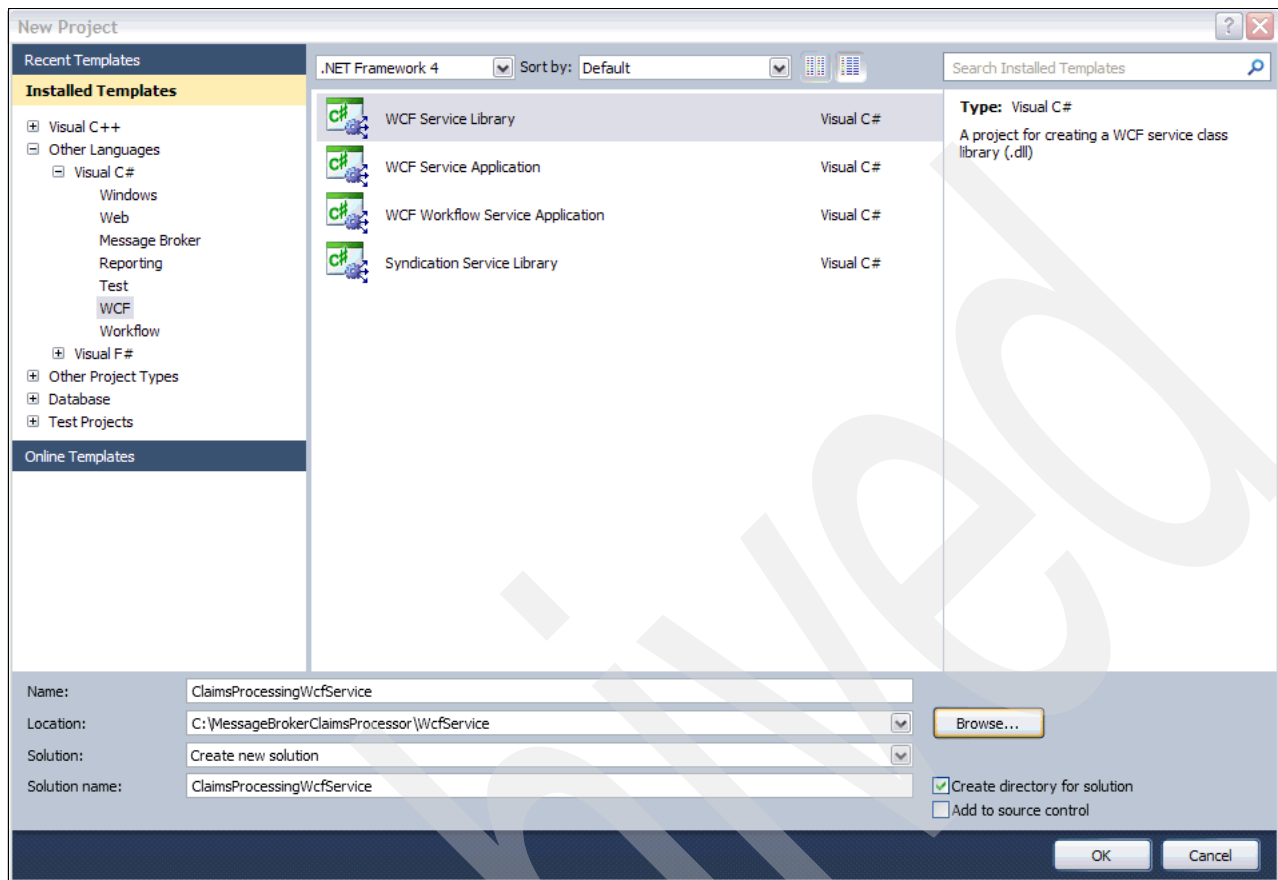 New Project
Recent Templates
Installed Templates
Visual C++
Other Languages
Visual C#
Windows
Web
Message Broker
Reporting
Test
WCF
Workflow
Visual F#
Other Project Types
Database
Test Projects
Online Templates
.NET Framework 4 Sort by: Default
C# WCF Service Library Visual C#
C# WCF Service Application Visual C#
C# WCF Workflow Service Application Visual C#
C# Syndication Service Library Visual C#
Search Installed Templates
Type: Visual C#
A project for creating a WCF service class
library (.dll)
Name: ClaimsProcessingWcfService
Location: C:\MessageBrokerClaimsProcessor\WcfService Browse...
Solution: Create new solution
Solution name: ClaimsProcessingWcfService
Create directory for solution
Add to source control
OK Cancel
hived